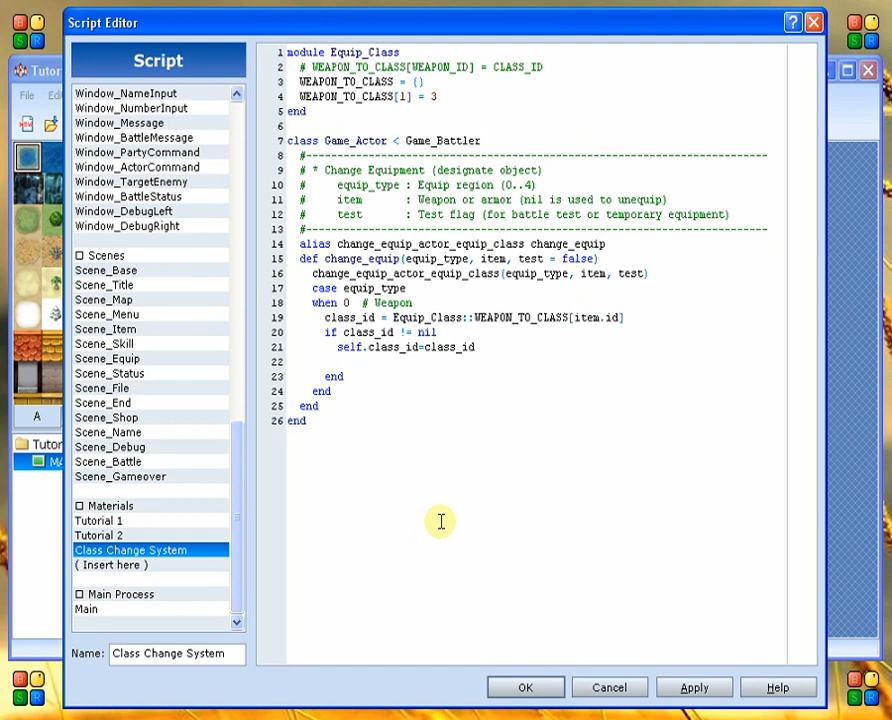 Script Editor
Script
Tutor
File
Ed
NEW
A
Tutor
MA
Window_NameInput
Window_NumberInput
Window_Message
Window_BattleMessage
Window_PartyCommand
Window_ActorCommand
Window_TargetEnemy
Window_BattleStatus
Window_DebugLeft
Window_DebugRight
Scenes
Scene_Base
Scene_Title
Scene_Map
Scene_Menu
Scene_Item
Scene_Skill
Scene_Equip
Scene_Status
Scene_File
Scene_End
Scene_Shop
Scene_Name
Scene_Debug
Scene_Battle
Scene_Gameover
Materials
Tutorial 1
Tutorial 2
Class Change System
( Insert here )
Main Process
Main
Name: Class Change System
1 module Equip_Class
2 # WEAPON_TO_CLASS[WEAPON_ID] = CLASS_ID
3 WEAPON_TO_CLASS = {}
4 WEAPON_TO_CLASS[1] = 3
5 end
6
7 class Game_Actor < Game_Battler
8 #--------------------------------------------------------------------------
9 # * Change Equipment (designate object)
10 # equip_type : Equip region (0..4)
11 # item : Weapon or armor (nil is used to unequip)
12 # test : Test flag (for battle test or temporary equipment)
13 #--------------------------------------------------------------------------
14 alias change_equip_actor_equip_class change_equip
15 def change_equip(equip_type, item, test = false)
16 change_equip_actor_equip_class(equip_type, item, test)
17 case equip_type
18 when 0 # Weapon
19 class_id = Equip_Class::WEAPON_TO_CLASS[item.id]
20 if class_id != nil
21 self.class_id=class_id
22
23 end
24 end
25 end
26 end
OK
Cancel
Apply
Help